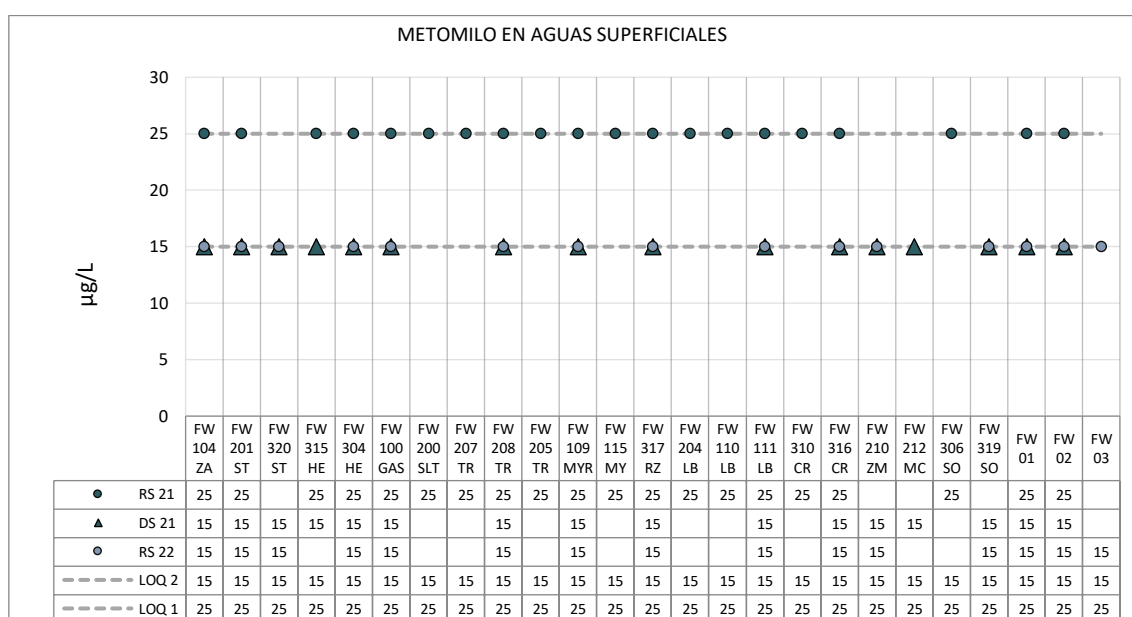 METOMILO EN AGUAS SUPERFICIALES
30
25
20
15
10
5
0
µg/L
FW FW FW FW FW FW FW FW FW FW FW FW FW FW FW FW FW FW FW FW FW FW FW FW FW
104 201 320 315 304 100 200 207 208 205 109 115 317 204 110 111 310 316 210 212 306 319 01 02 03
ZA ST ST HE HE GAS SLT TR TR TR MYR MY RZ LB LB LB CR CR ZM MC SO SO
RS 21 25 25 25 25 25 25 25 25 25 25 25 25 25 25 25 25 25 25 25 25
DS 21 15 15 15 15 15 15 15 15 15 15 15 15 15 15 15 15
RS 22 15 15 15 15 15 15 15 15 15 15 15 15 15 15 15
LOQ 2 15 15 15 15 15 15 15 15 15 15 15 15 15 15 15 15 15 15 15 15 15 15 15 15 15
LOQ 1 25 25 25 25 25 25 25 25 25 25 25 25 25 25 25 25 25 25 25 25 25 25 25 25 25